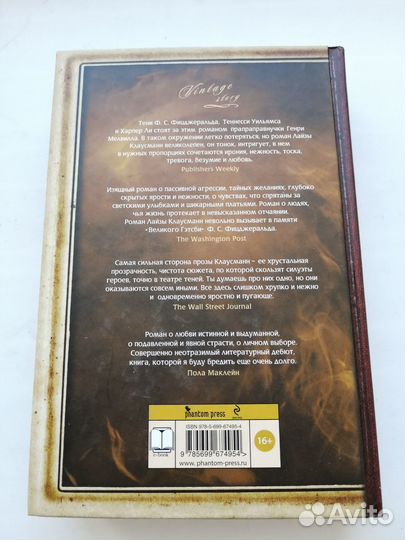 Vintage
story
Тени Ф. С. Фицджеральда, Теннесси Уильямса
и Харпер Ли стоят за этим романом прапраправнучки Генри
Мелвилла. В таком окружении легко потеряться, но роман Лайзы
Клаусманн великолепен, он тонок, интригует, в нем
в нужных пропорциях сочетаются ирония, нежность, тоска,
тревога, безумие и любовь.
Publishers Weekly
Изящный роман о пассивной агрессии, тайных желаниях, глубоко
скрытых ярости и нежности, о чувствах, что спрятаны за
светскими улыбками и шикарными платьями. Роман о людях,
чья жизнь протекает в невысказанном отчаянии.
Роман Лайзы Клаусманн невольно вызывает в памяти
«Великого Гэтсби» Ф. С. Фицджеральда.
The Washington Post
Самая сильная сторона прозы Клаусманн – ее хрустальная
прозрачность, чистота сюжета, по которой скользят силуэты
героев, точно в театре теней. Ты думаешь про них одно, но они
оказываются совсем иными. Все здесь слишком хрупко и нежно
и одновременно яростно и пугающе.
The Wall Street Journal
Роман о любви истинной и выдуманной,
о подавленной и явной страсти, о личном выборе.
Совершенно неотразимый литературный дебют,
книга, которой я буду бредить еще очень долго.
Пола Маклейн
phantom press
ISBN 978-5-699-67495-4
e-book
9 785699 674954 >
www.phantom-press.ru
16+
Avito